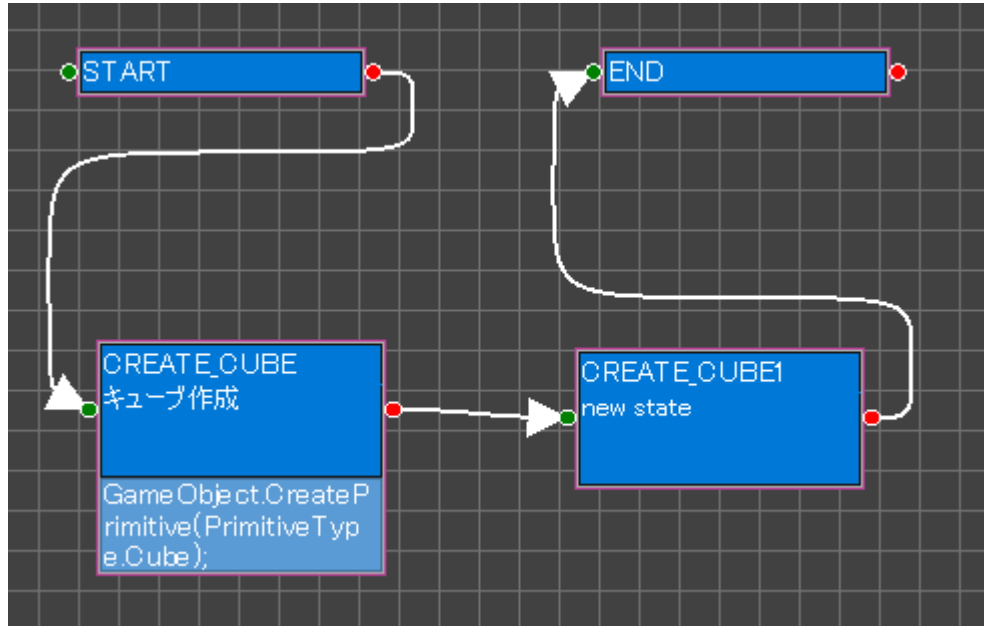 START
END
CREATE_CUBE
キューブ作成
GameObject.CreateP
rimitive(PrimitiveTyp
e.Cube);
CREATE_CUBE1
new state